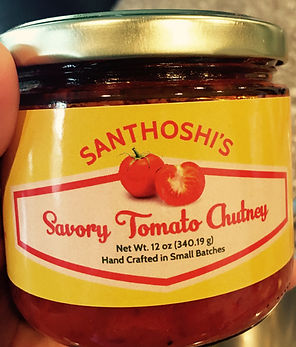 SANTHOSHI'S
Savory Tomato Chutney
Net Wt. 12 oz (340.19 g)
Hand Crafted in Small Batches